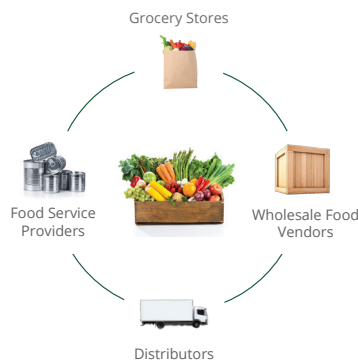 Grocery Stores
Food Service
Providers
Wholesale Food
Vendors
Distributors